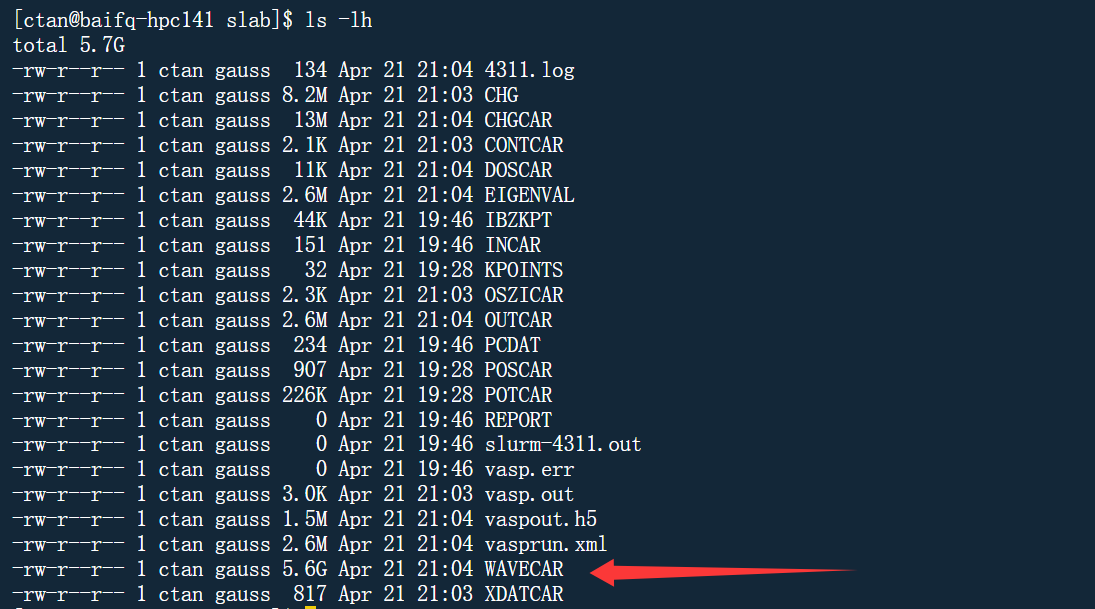 [ctan@baifq-hpc141 slab]$ ls -lh
total 5.7G
-rw-r--r-- 1 ctan gauss  134 Apr 21 21:04 4311.log
-rw-r--r-- 1 ctan gauss 8.2M Apr 21 21:03 CHG
-rw-r--r-- 1 ctan gauss  13M Apr 21 21:04 CHGCAR
-rw-r--r-- 1 ctan gauss 2.1K Apr 21 21:03 CONTCAR
-rw-r--r-- 1 ctan gauss  11K Apr 21 21:04 DOSCAR
-rw-r--r-- 1 ctan gauss 2.6M Apr 21 21:04 EIGENVAL
-rw-r--r-- 1 ctan gauss  44K Apr 21 19:46 IBZKPT
-rw-r--r-- 1 ctan gauss  151 Apr 21 19:46 INCAR
-rw-r--r-- 1 ctan gauss   32 Apr 21 19:28 KPOINTS
-rw-r--r-- 1 ctan gauss 2.3K Apr 21 21:03 OSZICAR
-rw-r--r-- 1 ctan gauss 2.6M Apr 21 21:04 OUTCAR
-rw-r--r-- 1 ctan gauss  234 Apr 21 19:46 PCDAT
-rw-r--r-- 1 ctan gauss  907 Apr 21 19:28 POSCAR
-rw-r--r-- 1 ctan gauss 226K Apr 21 19:28 POTCAR
-rw-r--r-- 1 ctan gauss    0 Apr 21 19:46 REPORT
-rw-r--r-- 1 ctan gauss    0 Apr 21 19:46 slurm-4311.out
-rw-r--r-- 1 ctan gauss    0 Apr 21 19:46 vasp.err
-rw-r--r-- 1 ctan gauss 3.0K Apr 21 21:03 vasp.out
-rw-r--r-- 1 ctan gauss 1.5M Apr 21 21:04 vaspout.h5
-rw-r--r-- 1 ctan gauss 2.6M Apr 21 21:04 vasprun.xml
-rw-r--r-- 1 ctan gauss 5.6G Apr 21 21:04 WAVECAR
-rw-r--r-- 1 ctan gauss  817 Apr 21 21:03 XDATCAR